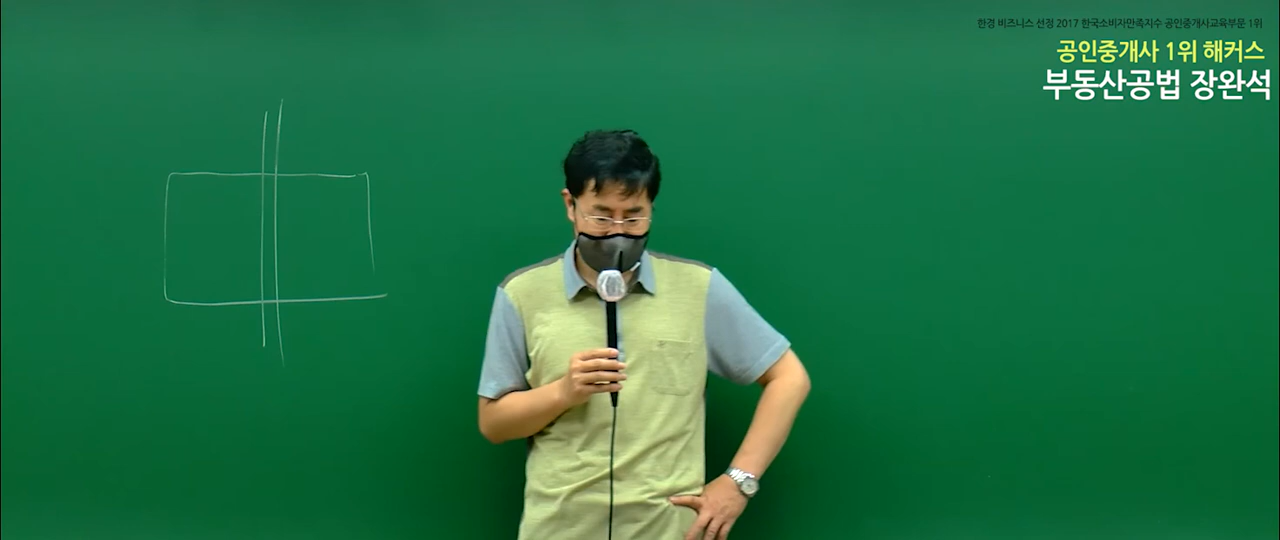 한경 비즈니스 선정 2017 한국소비자만족지수 공인중개사교육부문 1위
공인중개사 1위 해커스
부동산공법 장완석